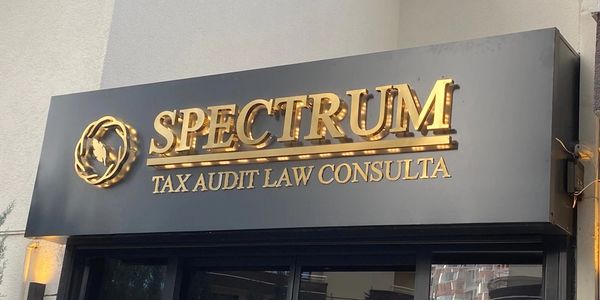 SPECTRUM
TAX AUDIT LAW CONSULTA